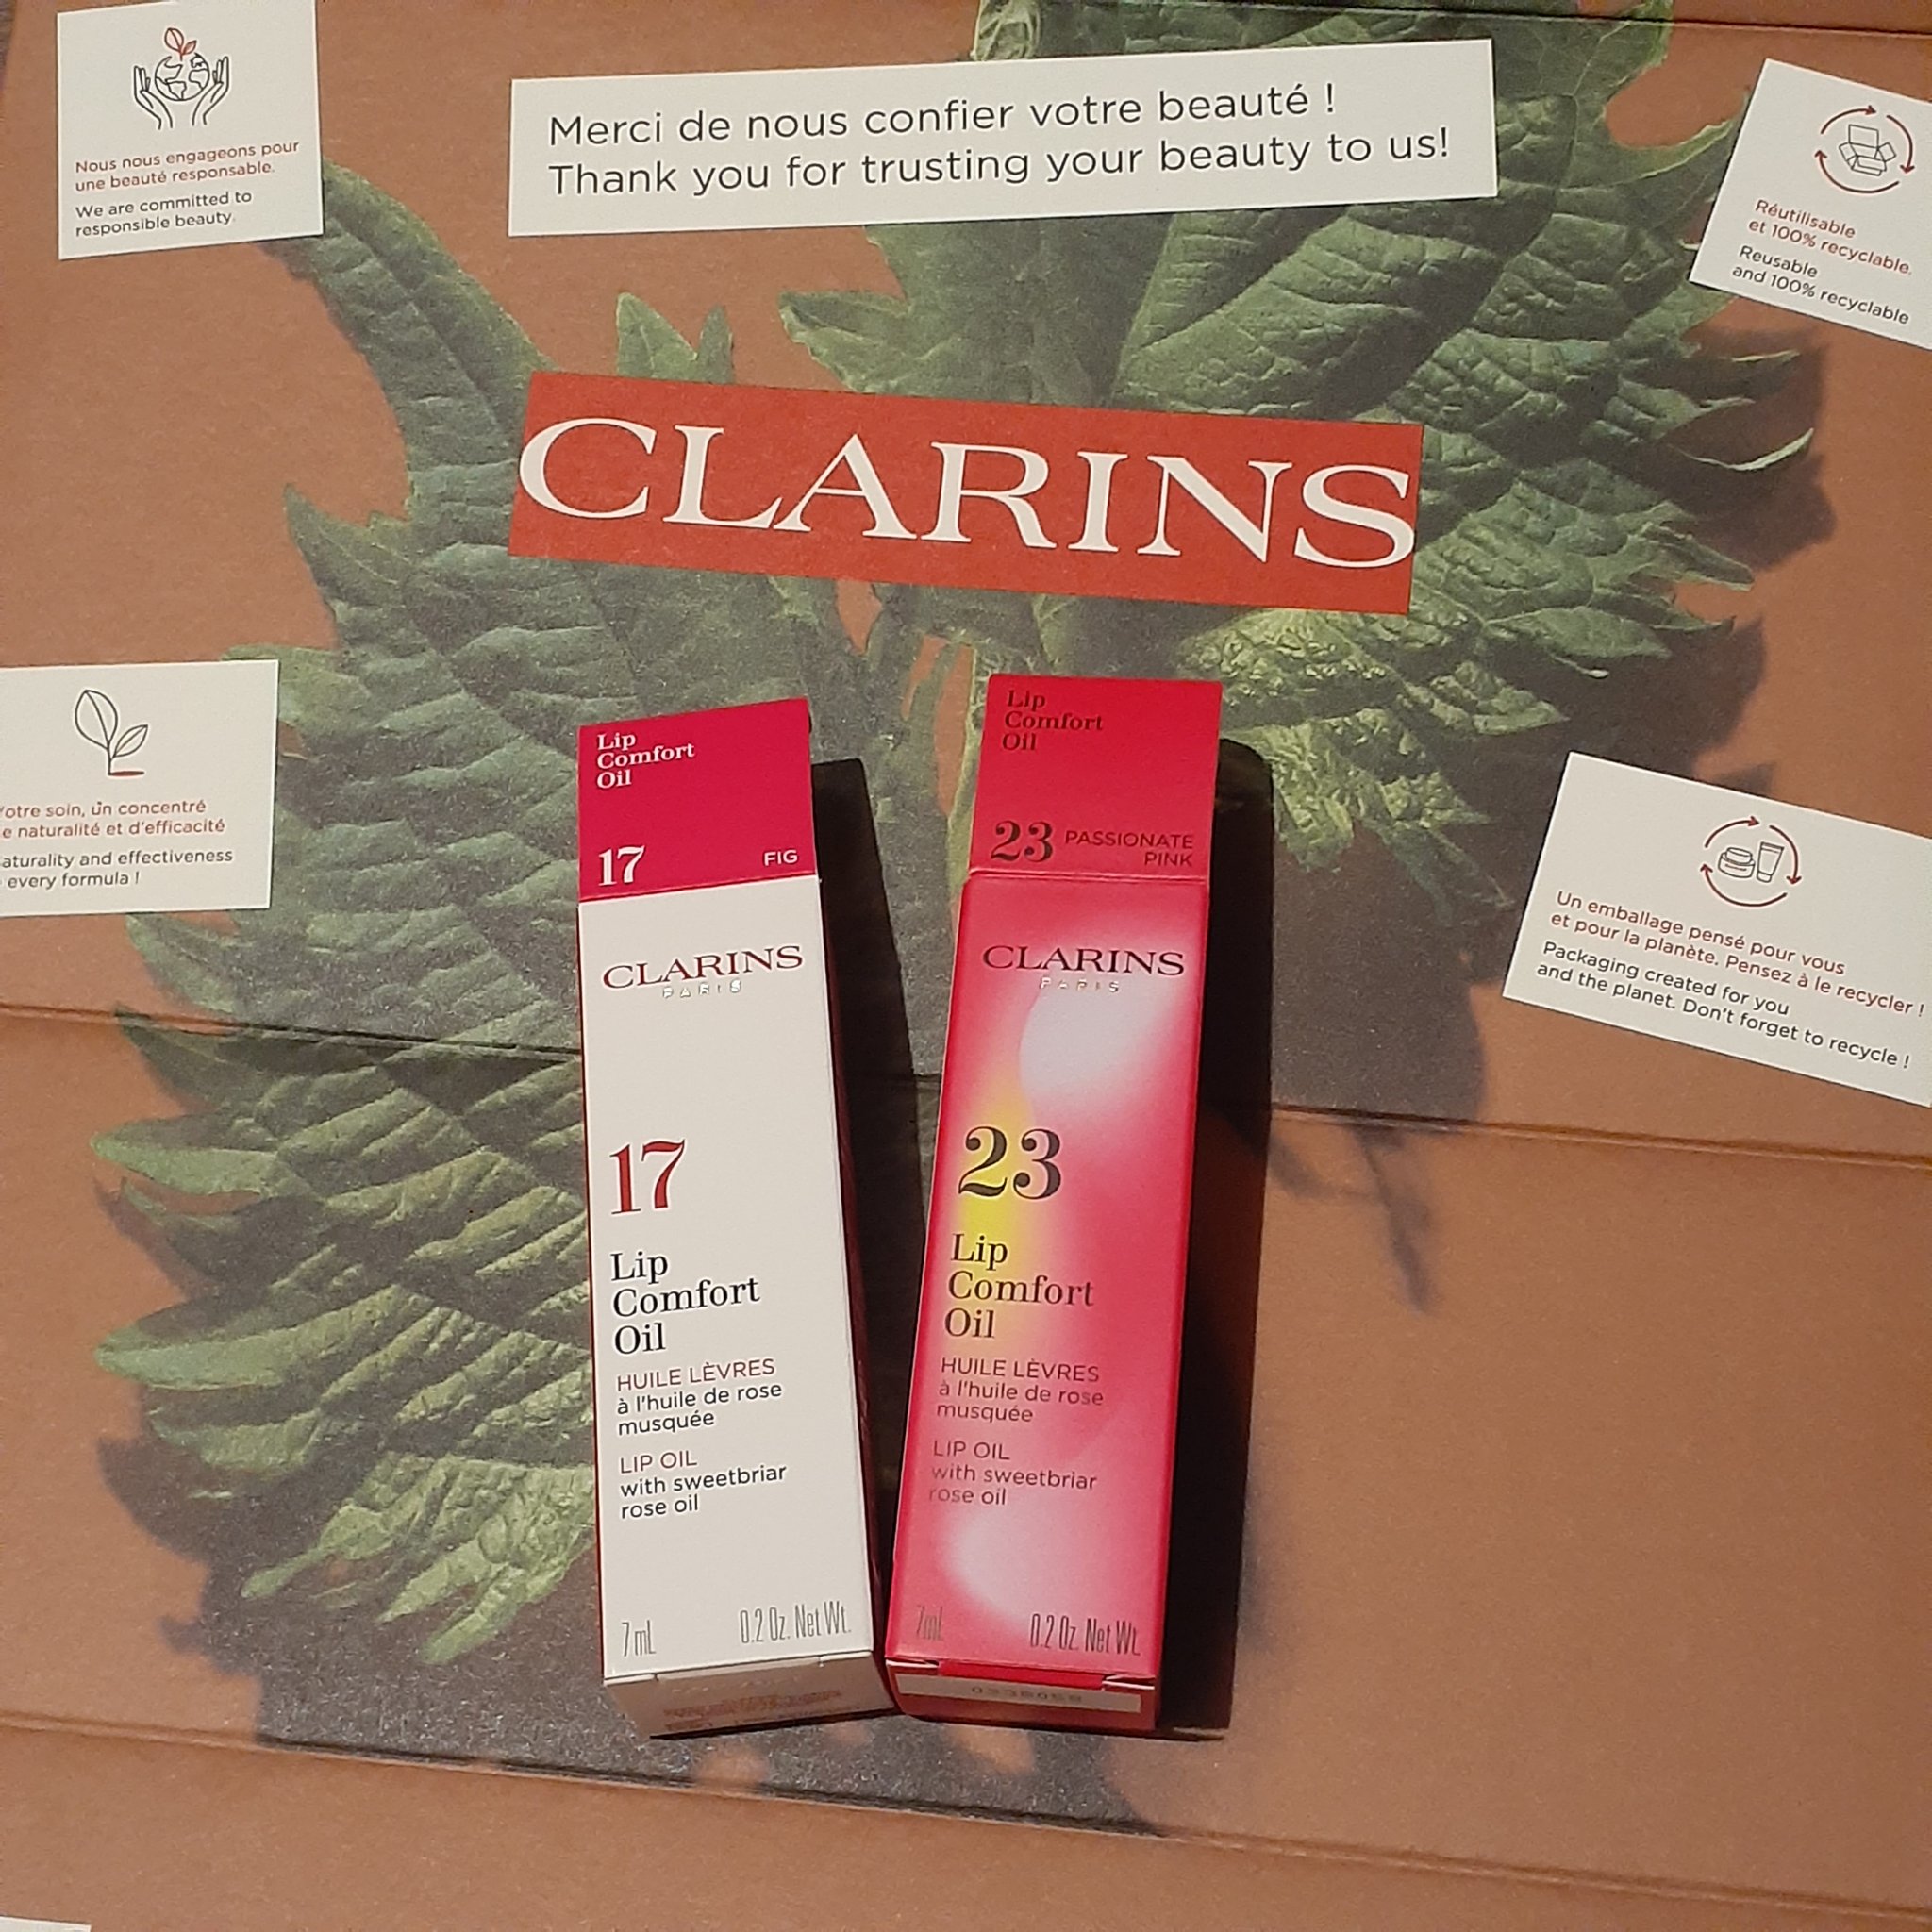 Nous nous engageons pour
une beauté responsable.
We are committed to
responsible beauty.
Merci de nous confier votre beauté !
Thank you for trusting your beauty to us!
Réutilisable
et 100% recyclable.
Reusable
and 100% recyclable
CLARINS
otre soin, un concentré
e naturalité et d'efficacité
aturality and effectiveness
every formula !
Un emballage pensé pour vous
et pour la planète. Pensez à le recycler !
Packaging created for you
and the planet. Don't forget to recycle !
Lip
Comfort
Oil
17 FIG
CLARINS
PARIS
17
Lip
Comfort
Oil
HUILE LÈVRES
à l'huile de rose
musquée
LIP OIL
with sweetbriar
rose oil
7 mL 0.2 Oz. Net Wt.
Lip
Comfort
Oil
23 PASSIONATE
PINK
CLARINS
PARIS
23
Lip
Comfort
Oil
HUILE LÈVRES
à l'huile de rose
musquée
LIP OIL
with sweetbriar
rose oil
7mL 0.2 Oz. Net Wt.